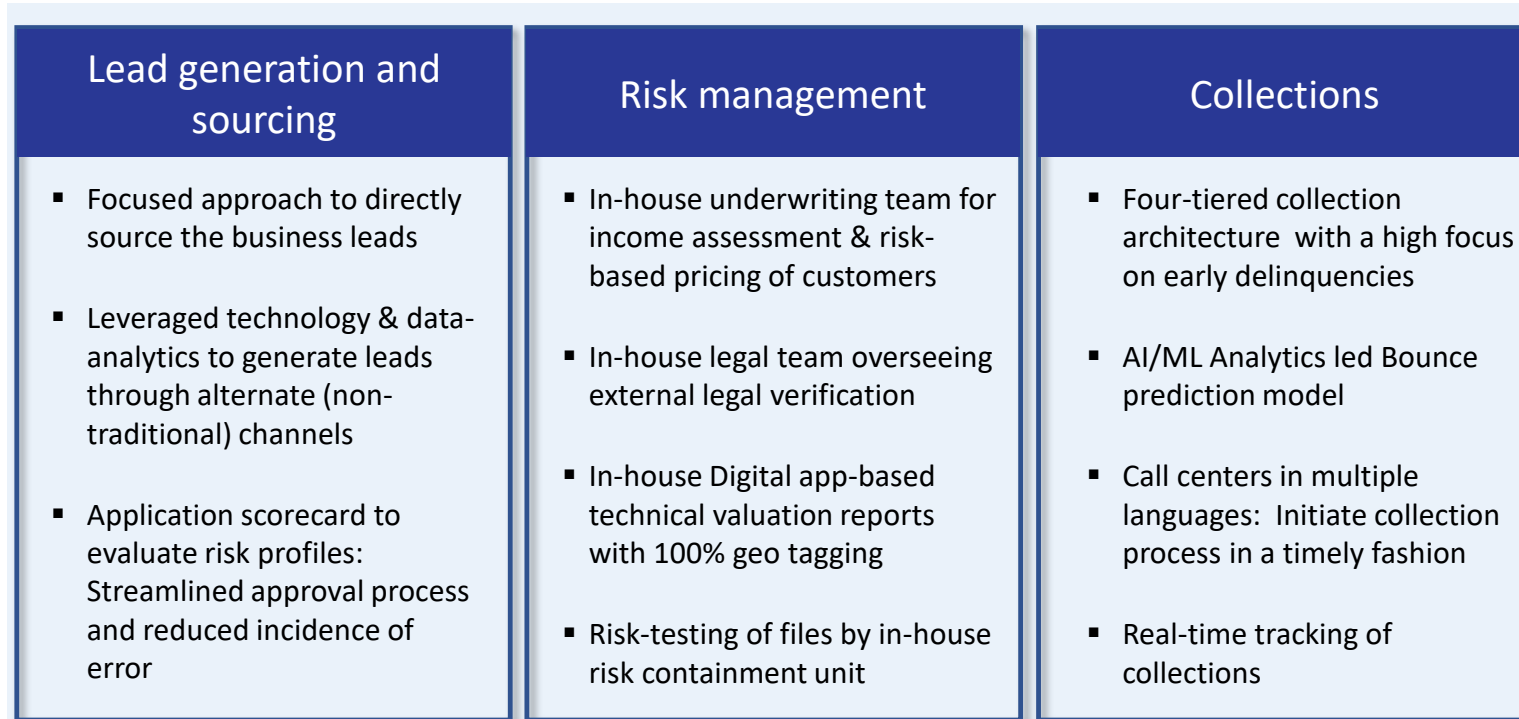 Lead generation and
sourcing
▪ Focused approach to directly
source the business leads
▪ Leveraged technology & data-
analytics to generate leads
through alternate (non-
traditional) channels
▪ Application scorecard to
evaluate risk profiles:
Streamlined approval process
and reduced incidence of
error
Risk management
▪ In-house underwriting team for
income assessment & risk-
based pricing of customers
▪ In-house legal team overseeing
external legal verification
▪ In-house Digital app-based
technical valuation reports
with 100% geo tagging
▪ Risk-testing of files by in-house
risk containment unit
Collections
▪ Four-tiered collection
architecture  with a high focus
on early delinquencies
▪ AI/ML Analytics led Bounce
prediction model
▪ Call centers in multiple
languages:  Initiate collection
process in a timely fashion
▪ Real-time tracking of
collections